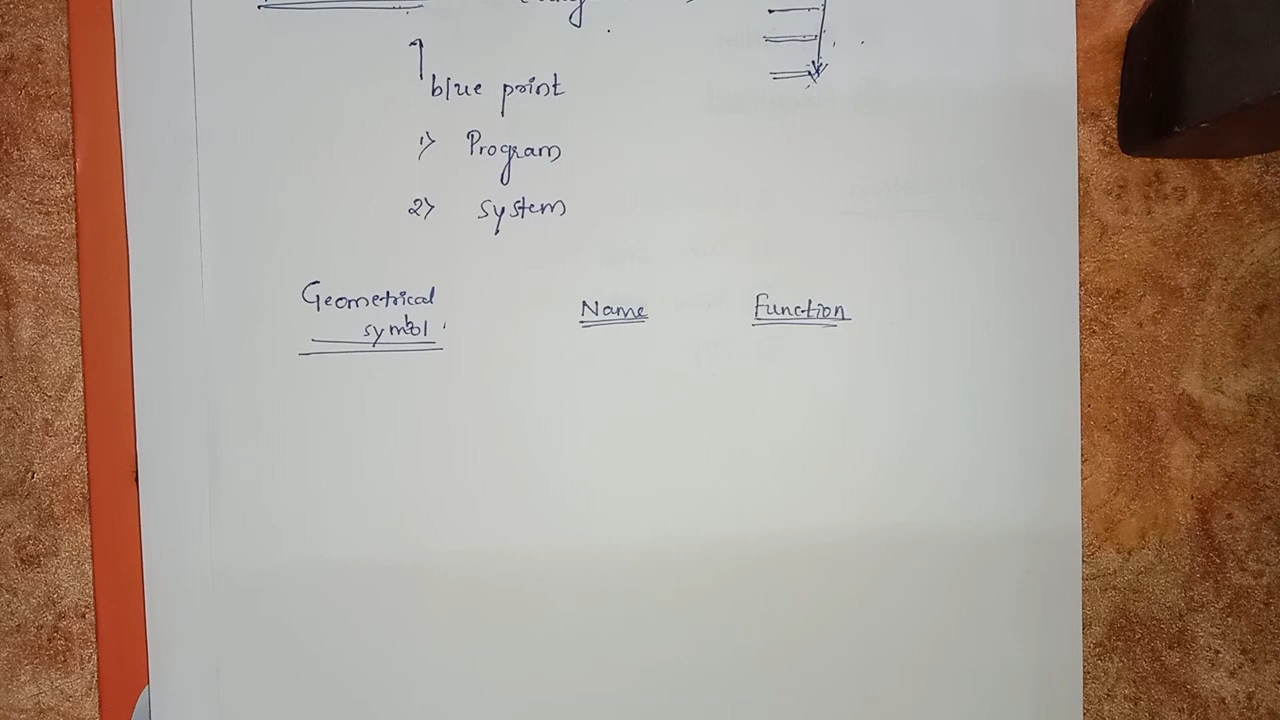 blue print
1) Program
2) System
Geometrical
symbol
Name
Function